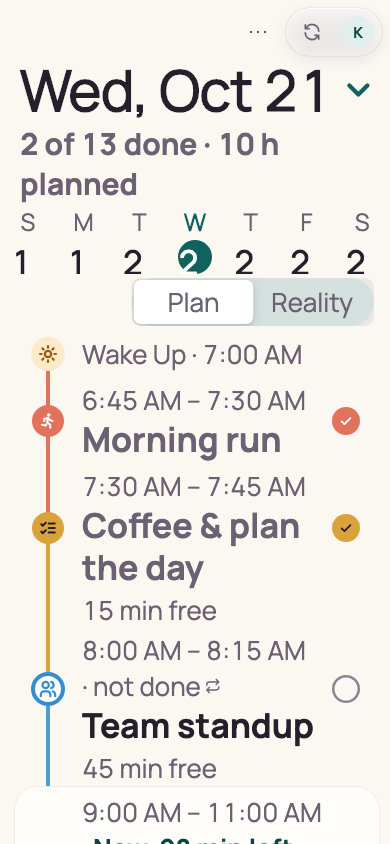 ...
K
Wed, Oct 21
2 of 13 done · 10 h
planned
S M T W T F S
1 1 2 2 2 2 2
Plan Reality
Wake Up · 7:00 AM
6:45 AM – 7:30 AM
Morning run
7:30 AM – 7:45 AM
Coffee & plan
the day
15 min free
8:00 AM – 8:15 AM
· not done
Team standup
45 min free
9:00 AM – 11:00 AM